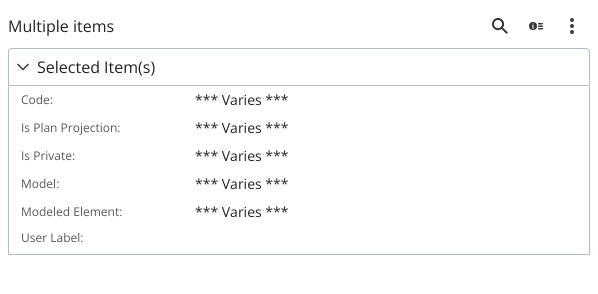 Multiple items
Selected Item(s)
Code: *** Varies ***
Is Plan Projection: *** Varies ***
Is Private: *** Varies ***
Model: *** Varies ***
Modeled Element: *** Varies ***
User Label: